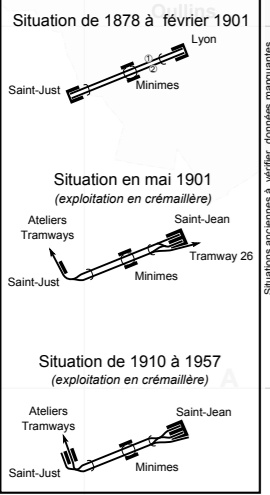 Oullins
Situation de 1878 à février 1901
Lyon
①
②
Saint-Just
Minimes
Situation en mai 1901
(exploitation en crémaillère)
Ateliers
Tramways
Saint-Jean
Tramway 26
Saint-Just
Minimes
Situation de 1910 à 1957
(exploitation en crémaillère)
A
Ateliers
Tramways
Saint-Jean
Saint-Just
Minimes
Situations anciennes à vérifier, données manquantes